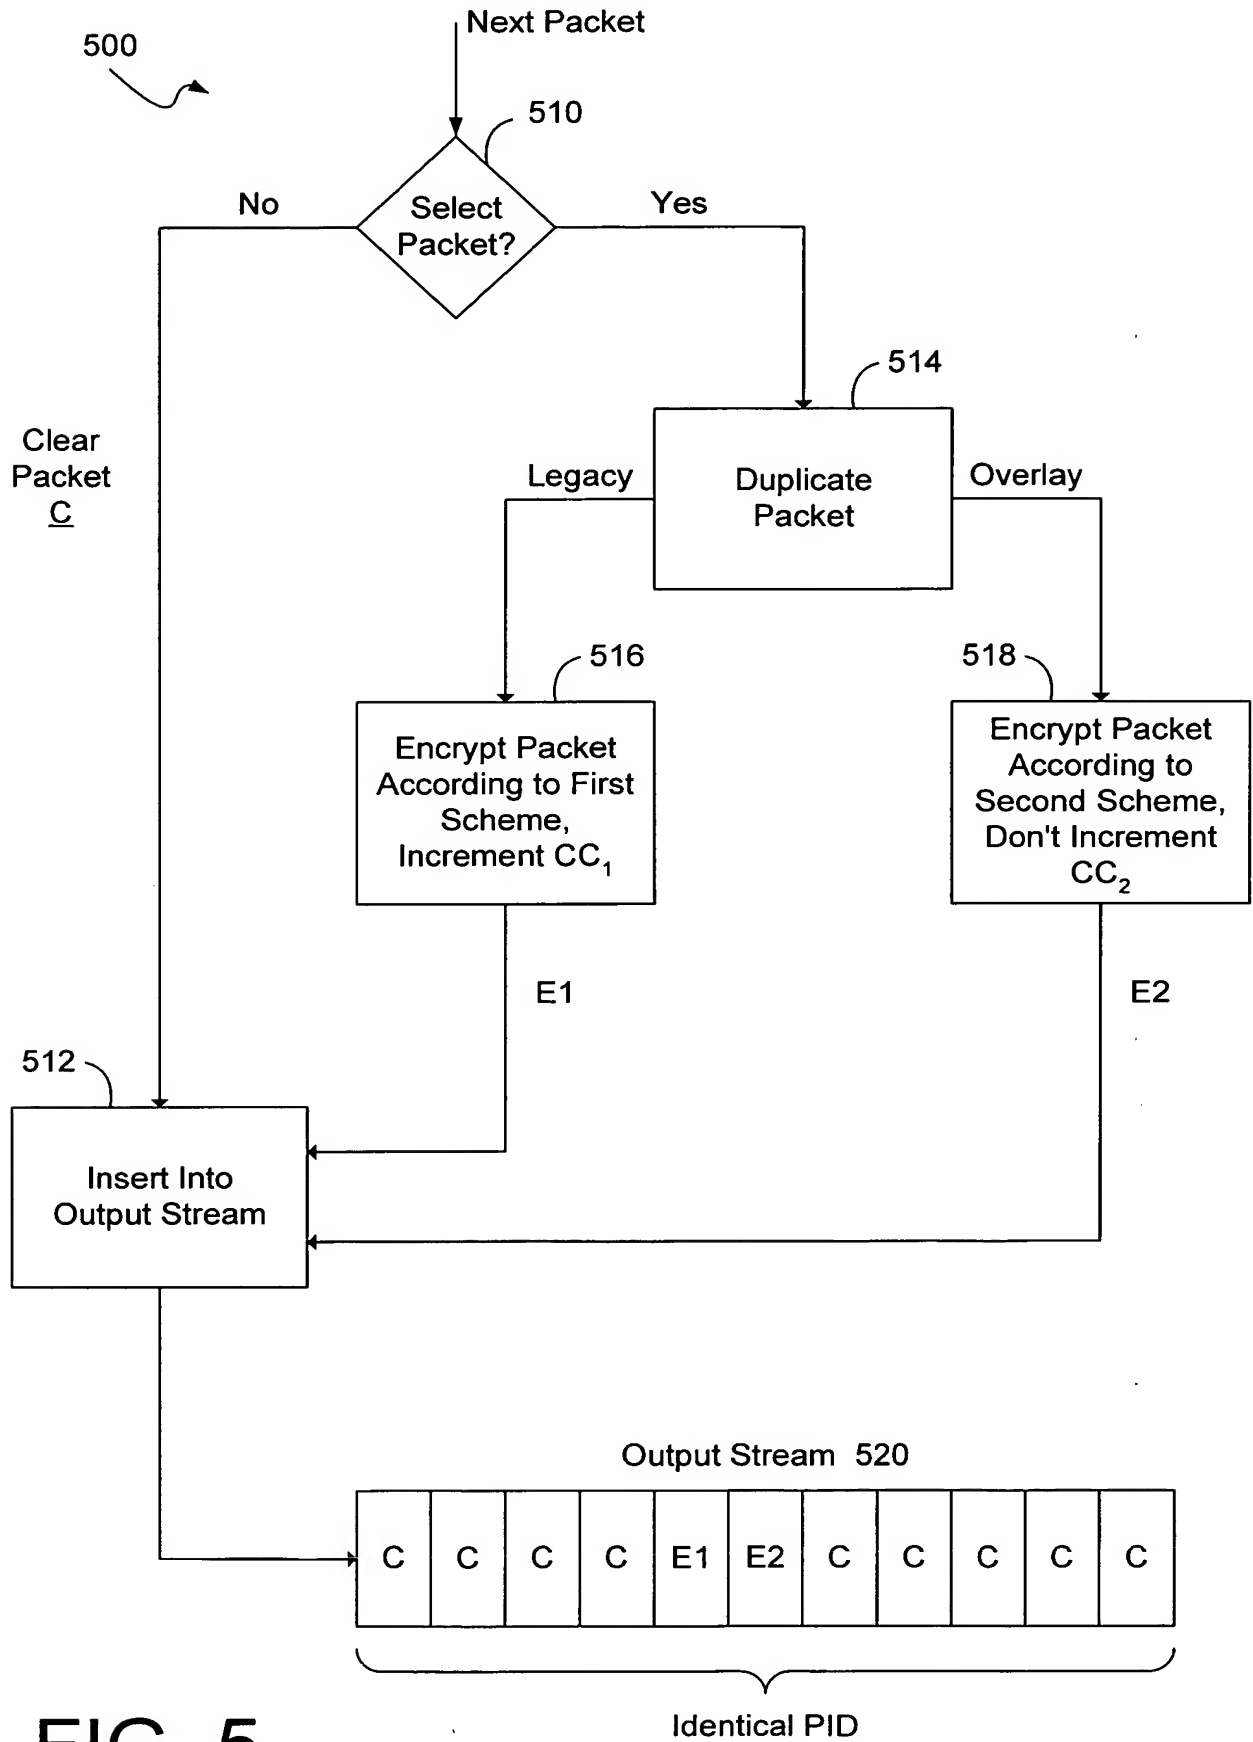 Next Packet
500
510
No
Select
Packet?
Yes
514
Clear
Packet
C
Legacy
Duplicate
Packet
Overlay
516
518
Encrypt Packet
According to First
Scheme,
Increment CC1
Encrypt Packet
According to
Second Scheme,
Don't Increment
CC2
E1
E2
512
Insert Into
Output Stream
Output Stream 520
C C C C E1 E2 C C C C C
Identical PID
FIG. 5